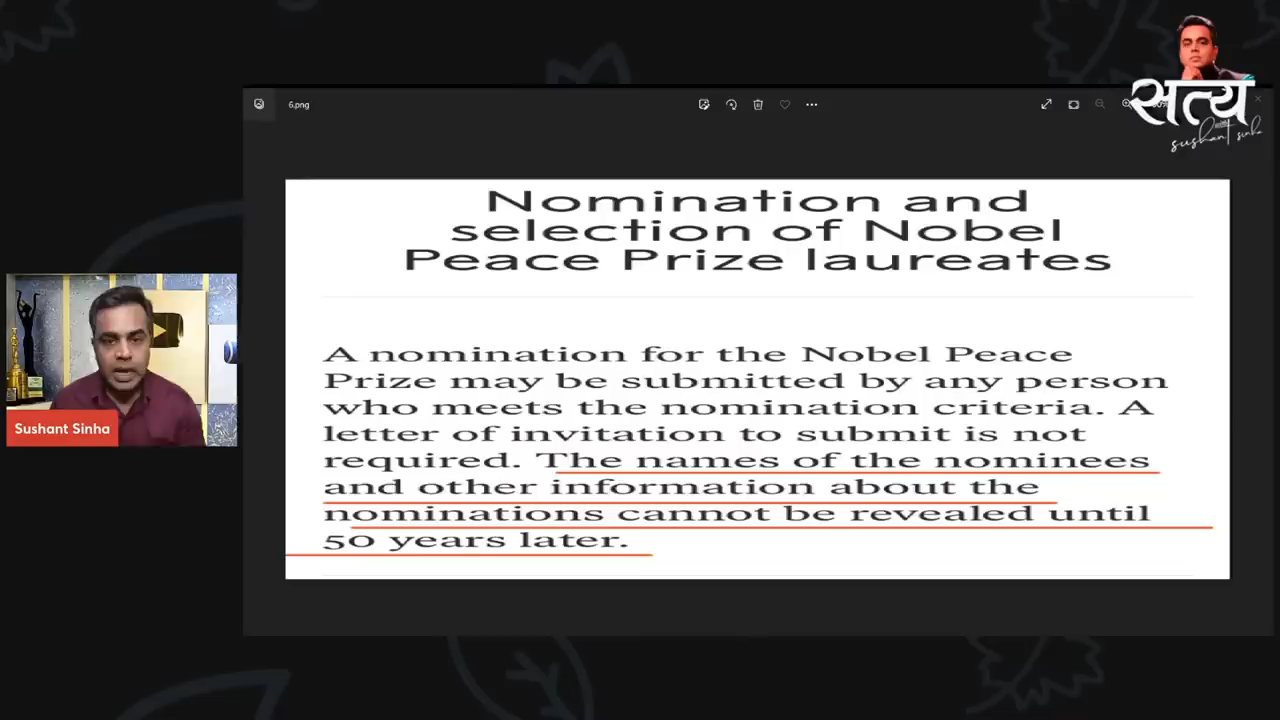 6.png
सत्य
sushant sinha
Nomination and
selection of Nobel
Peace Prize laureates
A nomination for the Nobel Peace
Prize may be submitted by any person
who meets the nomination criteria. A
letter of invitation to submit is not
required. The names of the nominees
and other information about the
nominations cannot be revealed until
50 years later.
Sushant Sinha